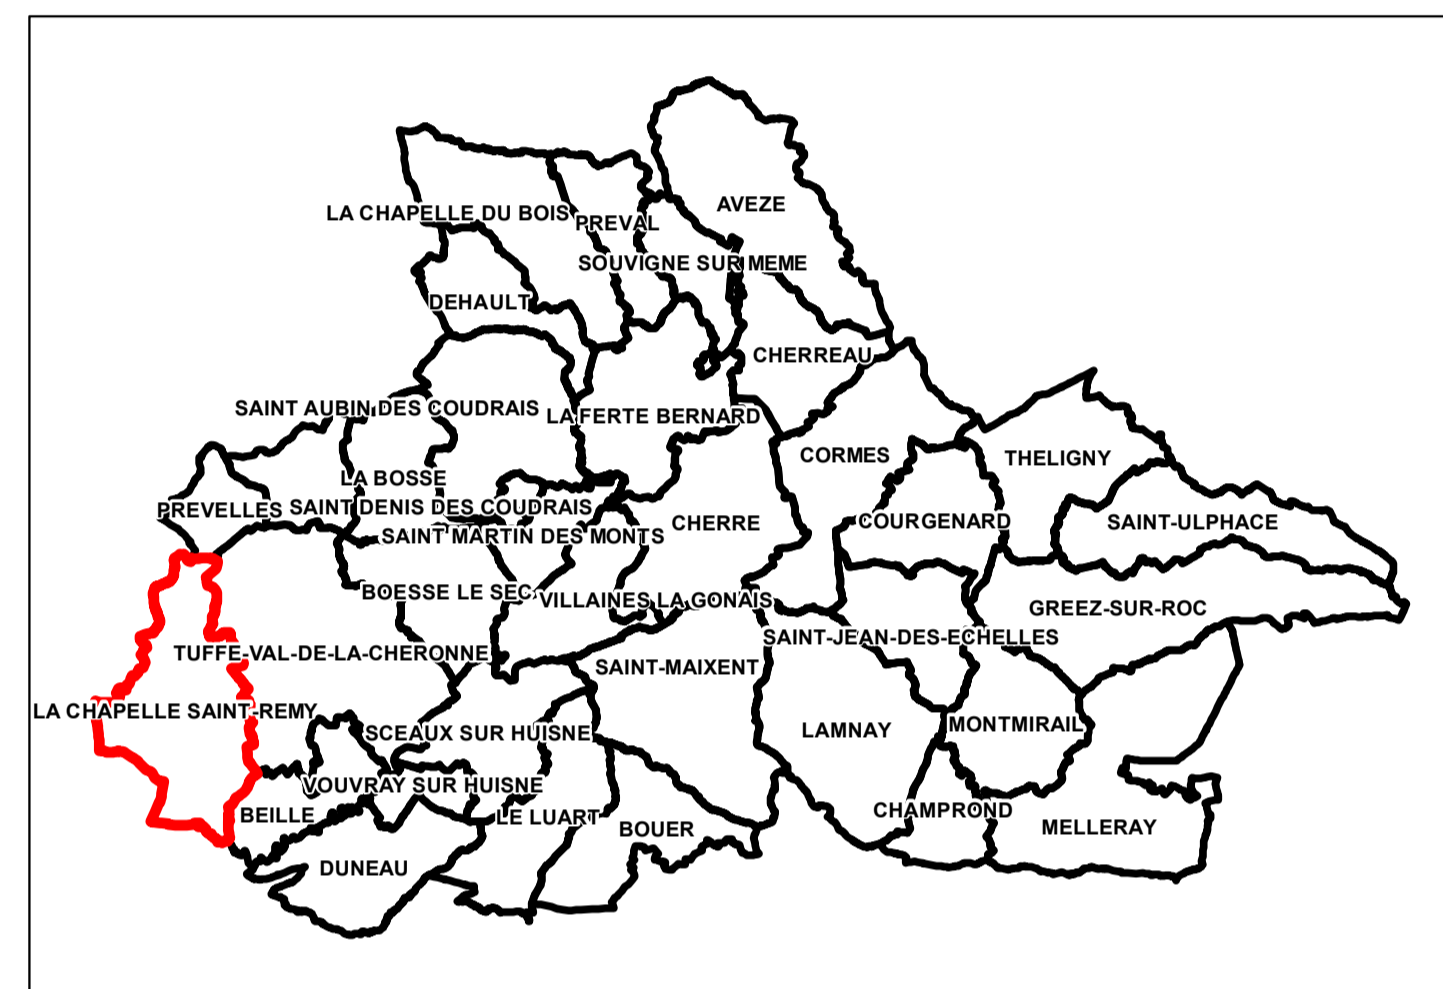 AVEZE
LA CHAPELLE DU BOIS
PREVAL
SOUVIGNE SUR MEME
DEHAULT
CHERREAU
SAINT AUBIN DES COUDRAIS
LA FERTE BERNARD
CORMES
THELIGNY
LA BOSSE
PREVELLES
SAINT DENIS DES COUDRAIS
CHERRE
COURGENARD
SAINT-ULPHACE
SAINT MARTIN DES MONTS
BOESSE LE SEC
VILLAINES LA GONAIS
GREEZ-SUR-ROC
SAINT-JEAN-DES-ECHELLES
TUFFE-VAL-DE-LA-CHERONNE
SAINT-MAIXENT
LA CHAPELLE SAINT-REMY
SCEAUX SUR HUISNE
LAMNAY
MONTMIRAIL
VOUVRAY SUR HUISNE
BEILLE
LE LUART
BOUER
CHAMPROND
MELLERAY
DUNEAU